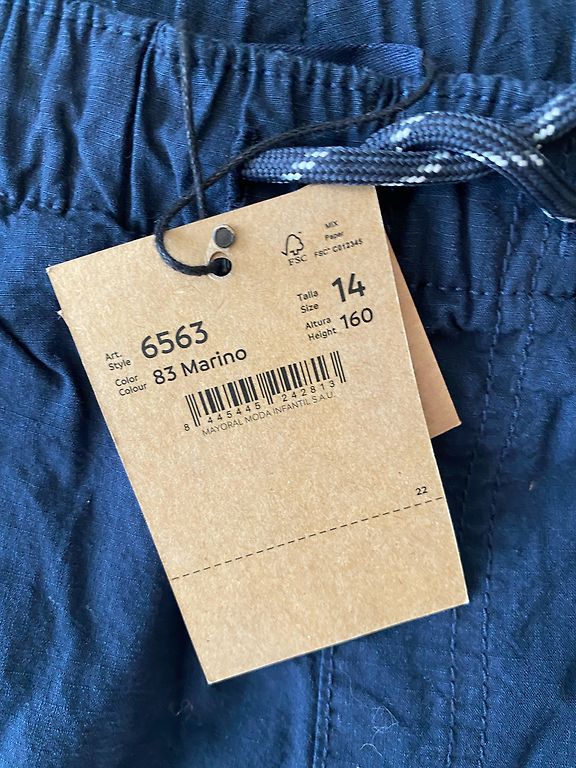 FSC
MIX
Paper
FSC® C012345
Art.
Style
6563
Talla
Size
14
Color
Colour
83 Marino
Altura
Height
160
8 445445 242813
MAYORAL MODA INFANTIL S.A.U.
22